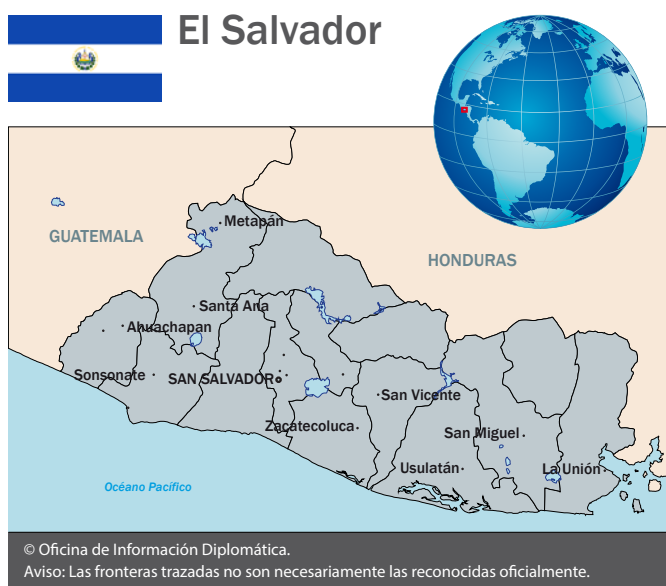 El Salvador
GUATEMALA
Metapán
HONDURAS
Santa Ana
Ahuachapan
Sonsonate
SAN SALVADOR
San Vicente
Zacatecoluca
San Miguel
Usulatán
La Unión
Océano Pacífico
© Oficina de Información Diplomática.
Aviso: Las fronteras trazadas no son necesariamente las reconocidas oficialmente.